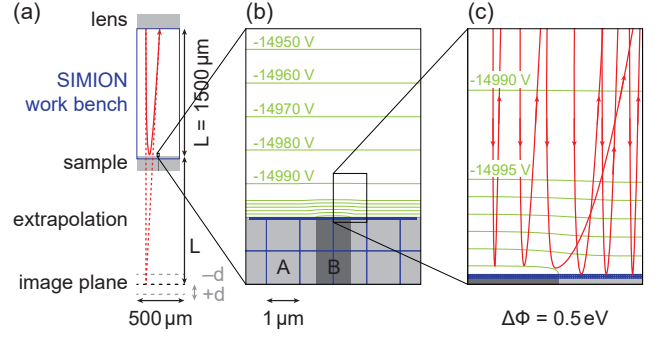 (a)
lens
SIMION
work bench
L = 1500 µm
sample
extrapolation
L
image plane
–d
+d
500 µm
(b)
-14950 V
-14960 V
-14970 V
-14980 V
-14990 V
A
B
1 µm
(c)
-14990 V
-14995 V
ΔΦ = 0.5 eV